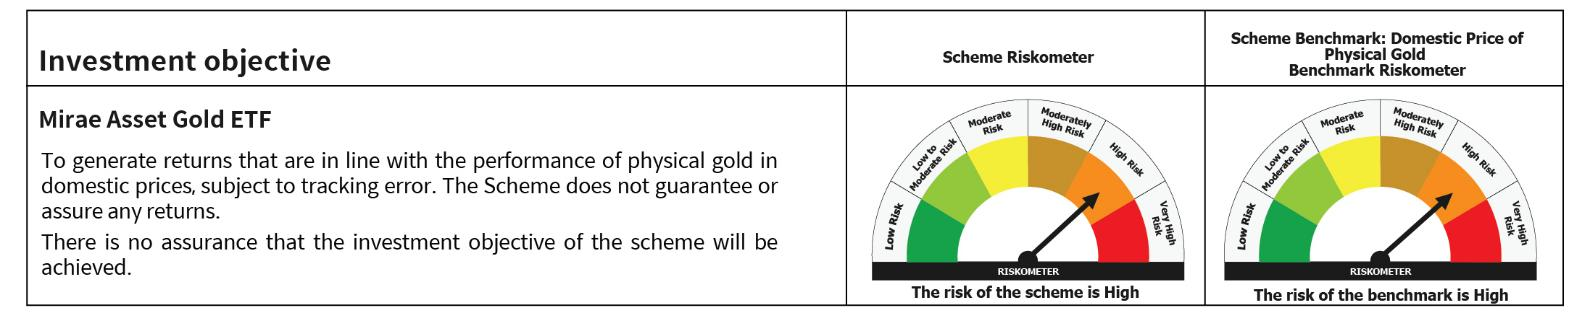 Investment objective
Scheme Riskometer
Scheme Benchmark: Domestic Price of
Physical Gold
Benchmark Riskometer
Mirae Asset Gold ETF
To generate returns that are in line with the performance of physical gold in
domestic prices, subject to tracking error. The Scheme does not guarantee or
assure any returns.
There is no assurance that the investment objective of the scheme will be
achieved.
Low Risk
Low to
Moderate Risk
Moderate
Risk
Moderately
High Risk
High Risk
Very High
Risk
RISKOMETER
The risk of the scheme is High
Low Risk
Low to
Moderate Risk
Moderate
Risk
Moderately
High Risk
High Risk
Very High
Risk
RISKOMETER
The risk of the benchmark is High